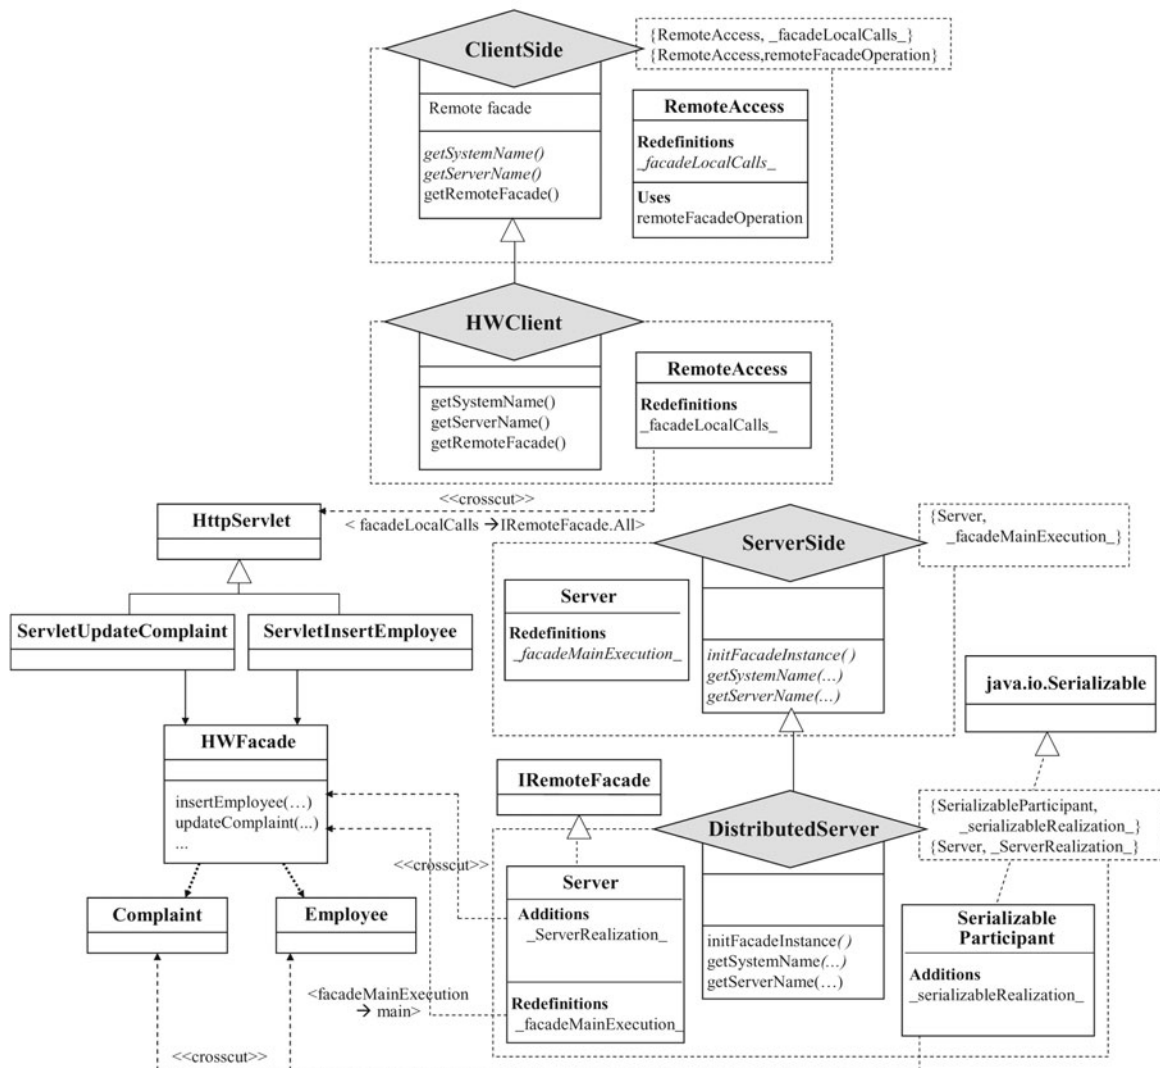 ClientSide
{RemoteAccess, _facadeLocalCalls_}
{RemoteAccess,remoteFacadeOperation}
Remote facade
getSystemName()
getServerName()
getRemoteFacade()
RemoteAccess
Redefinitions
_facadeLocalCalls_
Uses
remoteFacadeOperation
HWClient
getSystemName()
getServerName()
getRemoteFacade()
RemoteAccess
Redefinitions
_facadeLocalCalls_
<<crosscut>>
< facadeLocalCalls →IRemoteFacade.All>
HttpServlet
ServletUpdateComplaint
ServletInsertEmployee
ServerSide
{Server,
_facadeMainExecution_}
Server
Redefinitions
_facadeMainExecution_
initFacadeInstance()
getSystemName(…)
getServerName(…)
java.io.Serializable
HWFacade
insertEmployee(…)
updateComplaint(...)
...
IRemoteFacade
DistributedServer
{SerializableParticipant,
_serializableRealization_}
{Server, _ServerRealization_}
<<crosscut>>
Complaint
Employee
Server
Additions
_ServerRealization_
Redefinitions
_facadeMainExecution_
initFacadeInstance()
getSystemName(…)
getServerName(…)
Serializable
Participant
Additions
_serializableRealization_
<facadeMainExecution
→ main>
<<crosscut>>